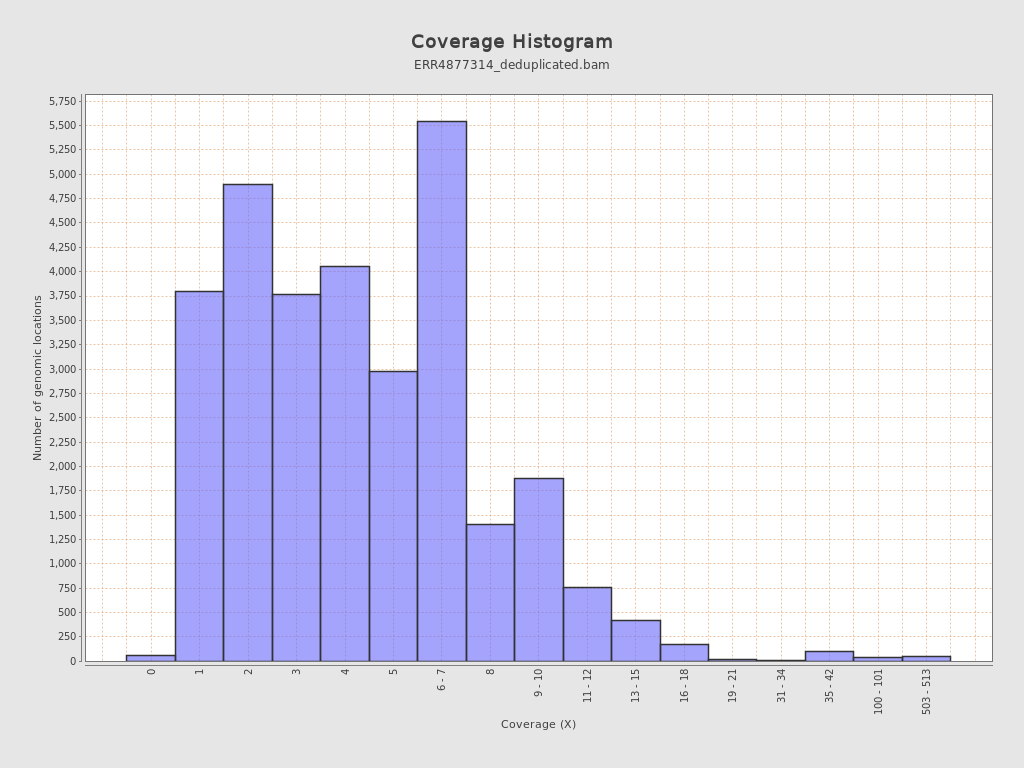 Coverage Histogram
ERR4877314_deduplicated.bam
5,750
5,500
5,250
5,000
4,750
4,500
4,250
4,000
3,750
3,500
3,250
3,000
2,750
2,500
2,250
2,000
1,750
1,500
1,250
1,000
750
500
250
0
Number of genomic locations
0
1
2
3
4
5
6 - 7
8
9 - 10
11 - 12
13 - 15
16 - 18
19 - 21
31 - 34
35 - 42
100 - 101
503 - 513
Coverage (X)